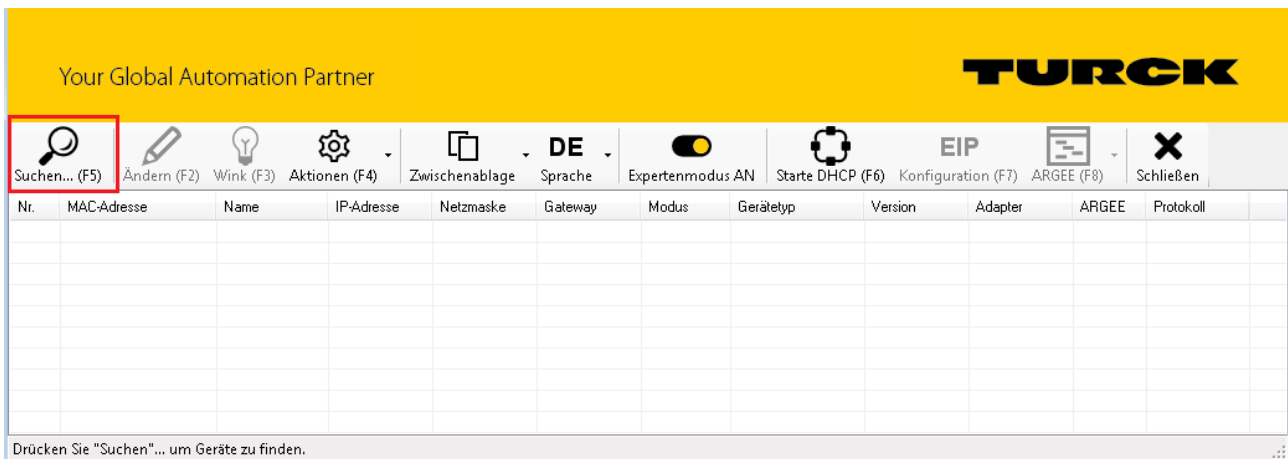 Your Global Automation Partner
TURCK
DE
EIP
Suchen... (F5) Ändern (F2) Wink (F3) Aktionen (F4) Zwischenablage Sprache Expertenmodus AN Starte DHCP (F6) Konfiguration (F7) ARGEE (F8) Schließen
Nr. MAC-Adresse Name IP-Adresse Netzmaske Gateway Modus Gerätetyp Version Adapter ARGEE Protokoll
Drücken Sie "Suchen"... um Geräte zu finden.